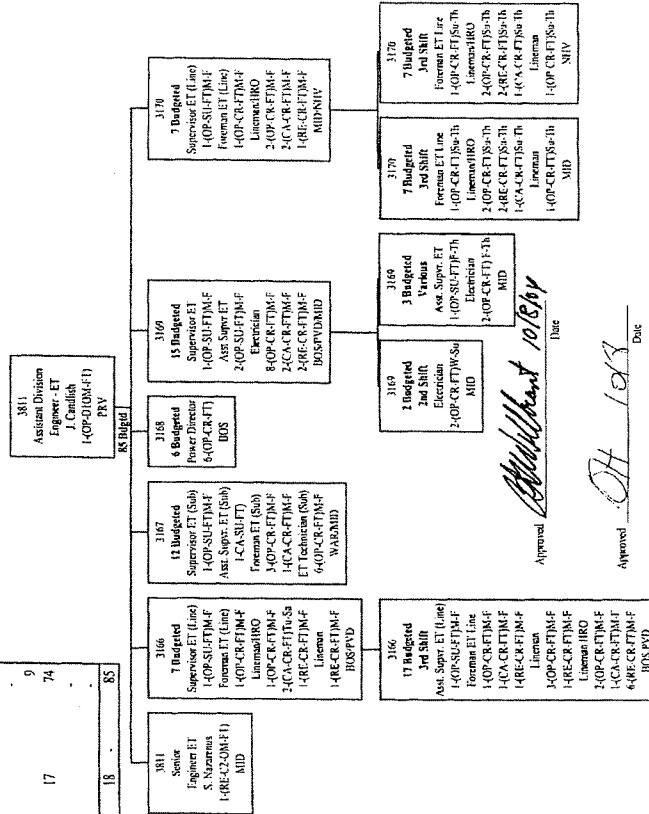 -
9
17 74
-
-
18 - 85
3811
Assistant Division
Engineer - ET
J. Candlish
PRV
85 Budgtd
3811
Senior
Engineer ET
S. Nazarenus
1-(RE-C2-OM-FT)
MID
3166
7 Budgeted
Supervisor ET (Line)
1-(OP-SU-FT)M-F
Foreman ET (Line)
1-(OP-CR-FT)M-F
Lineman/HRO
1-(OP-CR-FT)M-F
2-(CA-CR-FT)Tu-Sa
1-(RE-CR-FT)M-F
Lineman
1-(RE-CR-FT)M-F
BOS/PVD
3167
12 Budgeted
Supervisor ET (Sub)
1-(OP-SU-FT)M-F
Asst. Supvr. ET (Sub)
1-CA-SU-FT)
Foreman ET (Sub)
3-(OP-CR-FT)M-F
1-(CA-CR-FT)M-F
ET Technician (Sub)
6-(OP-CR-FT)M-F
WAR/MID
3168
6 Budgeted
Power Director
6-(OP-CR-FT)
BOS
3169
15 Budgeted
Supervisor ET
1-(OP-SU-FT)M-F
Asst Supvr ET
2-(OP-SU-FT)M-F
Electrician
8-(OP-CR-FT)M-F
2-(CA-CR-FT)M-F
2-(RE-CR-FT)M-F
BOS/PVD/MID
3170
7 Budgeted
Supervisor ET (Line)
1-(OP-SU-FT)M-F
Foreman ET (Line)
1-(OP-CR-FT)M-F
Lineman/HRO
2-(OP-CR-FT)M-F
2-(CA-CR-FT)M-F
1-(RE-CR-FT)M-F
MID/NHV
3166
17 Budgeted
3rd Shift
Asst. Supvr. ET (Line)
1-(OP-SU-FT)M-F
Foreman ET Line
1-(OP-CR-FT)M-F
1-(CA-CR-FT)M-F
1-(RE-CR-FT)M-F
Lineman
3-(OP-CR-FT)M-F
1-(RE-CR-FT)M-F
Lineman HRO
2-(OP-CR-FT)M-F
1-(CA-CR-FT)M-F
6-(RE-CR-FT)M-F
BOS/PVD
3169
2 Budgeted
2nd Shift
Electrician
2-(OP-CR-FT)W-Su
MID
3169
3 Budgeted
Various
Asst. Supvr. ET
1-(OP-SU-FT)F-Th
Electrician
2-(OP-CR-FT) F-Th
MID
3170
7 Budgeted
3rd Shift
Foreman ET Line
1-(OP-CR-FT)Su-Th
Lineman/HRO
2-(OP-CR-FT)Su-Th
2-(RE-CR-FT)Su-Th
1-(CA-CR-FT)Su-Th
Lineman
1-(OP-CR-FT)Su-Th
MID
3170
7 Budgeted
3rd Shift
Foreman ET Line
1-(OP-CR-FT)Su-Th
Lineman/HRO
2-(OP-CR-FT)Su-Th
2-(RE-CR-FT)Su-Th
1-(CA-CR-FT)Su-Th
Lineman
1-(OP-CR-FT)Su-Th
NHV
Approved 10/8/04
Date
Approved
Date